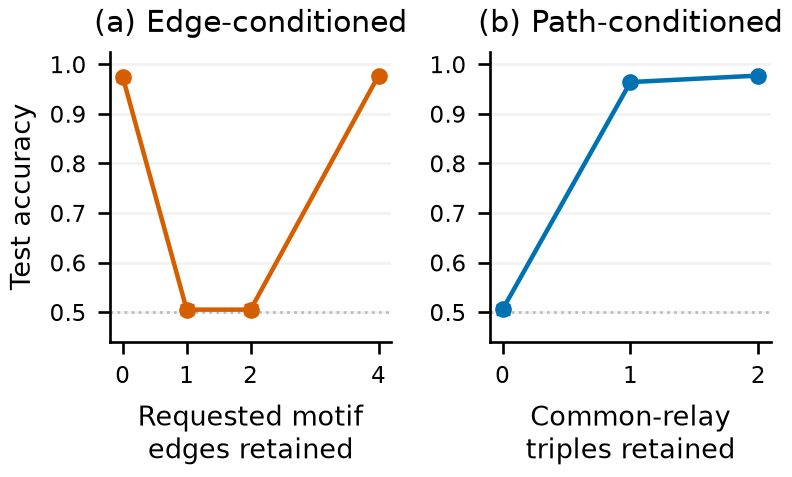 (a) Edge-conditioned
Test accuracy
1.0
0.9
0.8
0.7
0.6
0.5
0 1 2 4
Requested motif
edges retained
(b) Path-conditioned
1.0
0.9
0.8
0.7
0.6
0.5
0 1 2
Common-relay
triples retained